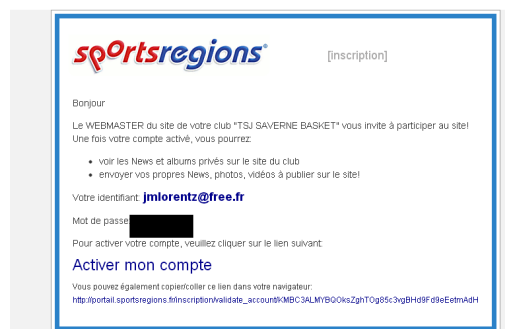 sportsregions®
[inscription]
Bonjour
Le WEBMASTER du site de votre club "TSJ SAVERNE BASKET" vous invite à participer au site!
Une fois votre compte activé, vous pourrez:
• voir les News et albums privés sur le site du club
• envoyer vos propres News, photos, vidéos à publier sur le site!
Votre identifiant: jmlorentz@free.fr
Mot de passe
Pour activer votre compte, veuillez cliquer sur le lien suivant:
Activer mon compte
Vous pouvez également copier/coller ce lien dans votre navigateur:
http://portail.sportsregions.fr/inscription/validate_account/KMBC3ALMYBQOksZghTOg85c3vgBHd9Fd9eEetmAdH